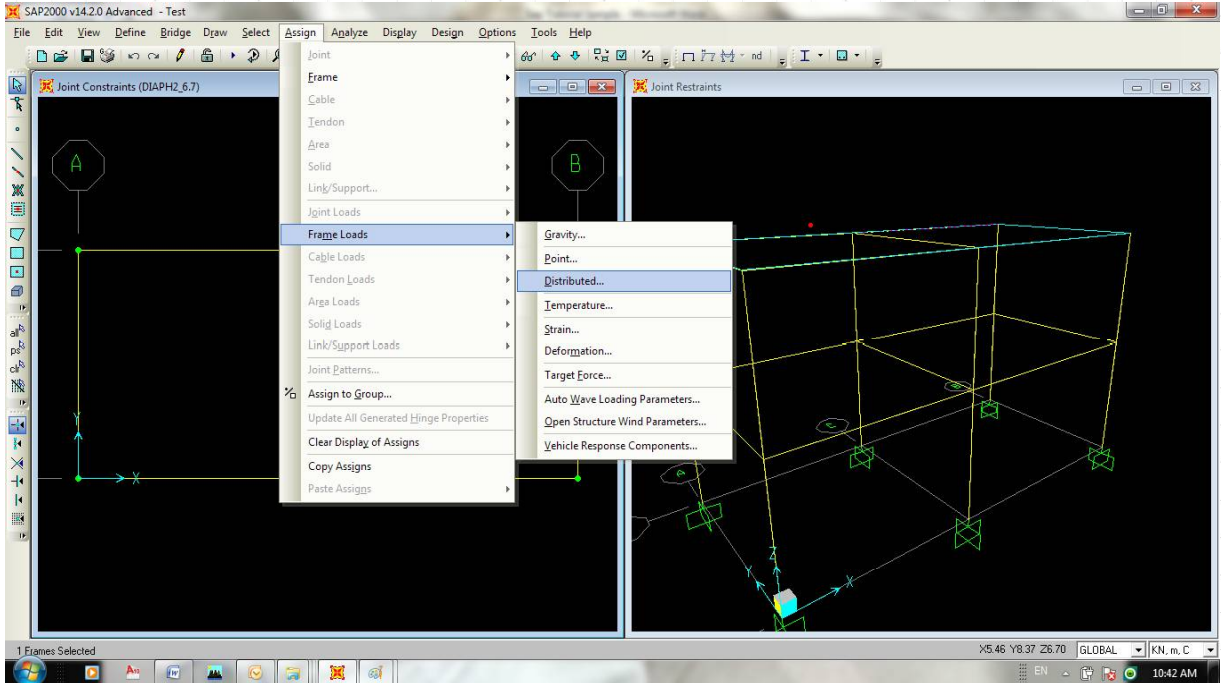 SAP2000 v14.2.0 Advanced - Test
File Edit View Define Bridge Draw Select Assign Analyze Display Design Options Tools Help
nd
Joint Constraints (DIAPH2_6.7)
Joint Restraints
Joint
Frame
Cable
Tendon
Area
Solid
Link/Support...
Joint Loads
Frame Loads
Cable Loads
Tendon Loads
Area Loads
Solid Loads
Link/Support Loads
Joint Patterns...
Assign to Group...
Update All Generated Hinge Properties
Clear Display of Assigns
Copy Assigns
Paste Assigns
Gravity...
Point...
Distributed...
Temperature...
Strain...
Deformation...
Target Force...
Auto Wave Loading Parameters...
Open Structure Wind Parameters...
Vehicle Response Components...
all
ps
clr
A
B
Y
X
Z
Y
X
1 Frames Selected
X5.46 Y8.37 Z6.70
GLOBAL
KN, m, C
EN
10:42 AM